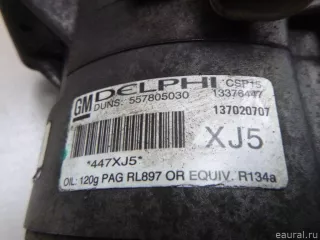 GM DELPHI CSP15
DUNS: 557805030 13376447
137020707
XJ5
*447XJ5*
OIL: 120g PAG RL897 OR EQUIV. R134a
eaural.ru